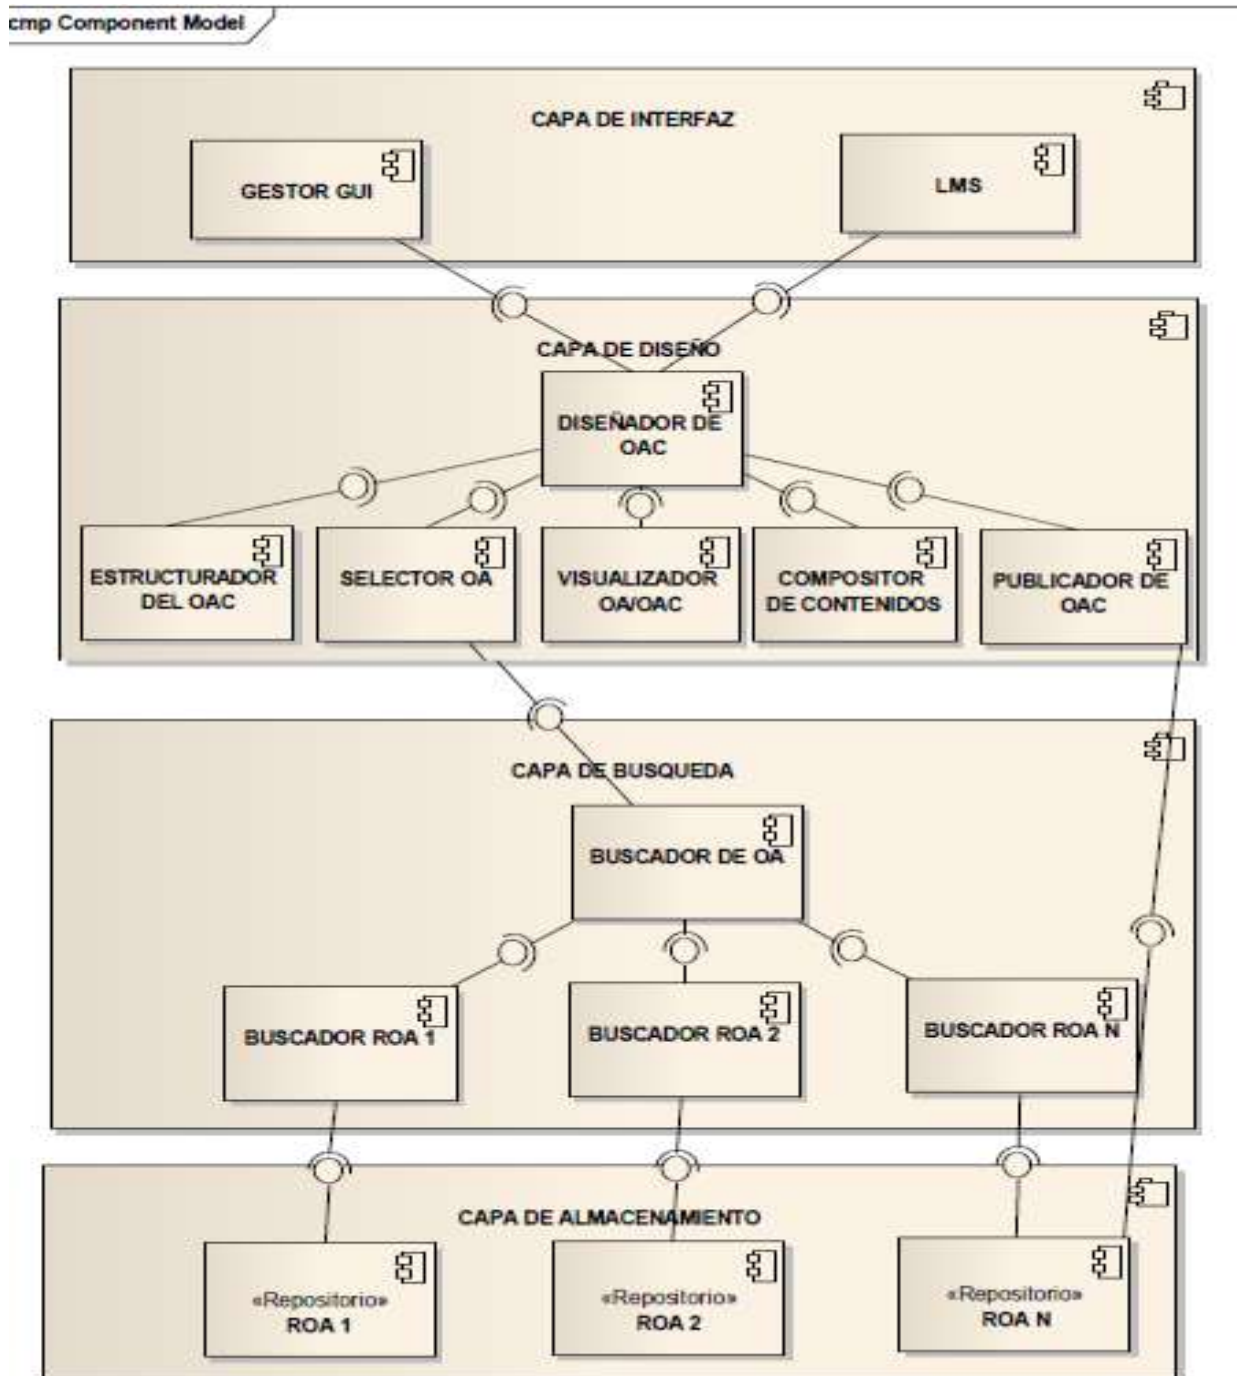 cmp Component Model
CAPA DE INTERFAZ
GESTOR GUI
LMS
CAPA DE DISEÑO
DISEÑADOR DE
OAC
ESTRUCTURADOR
DEL OAC
SELECTOR OA
VISUALIZADOR
OA/OAC
COMPOSITOR
DE CONTENIDOS
PUBLICADOR DE
OAC
CAPA DE BUSQUEDA
BUSCADOR DE OA
BUSCADOR ROA 1
BUSCADOR ROA 2
BUSCADOR ROA N
CAPA DE ALMACENAMIENTO
«Repositorio»
ROA 1
«Repositorio»
ROA 2
«Repositorio»
ROA N